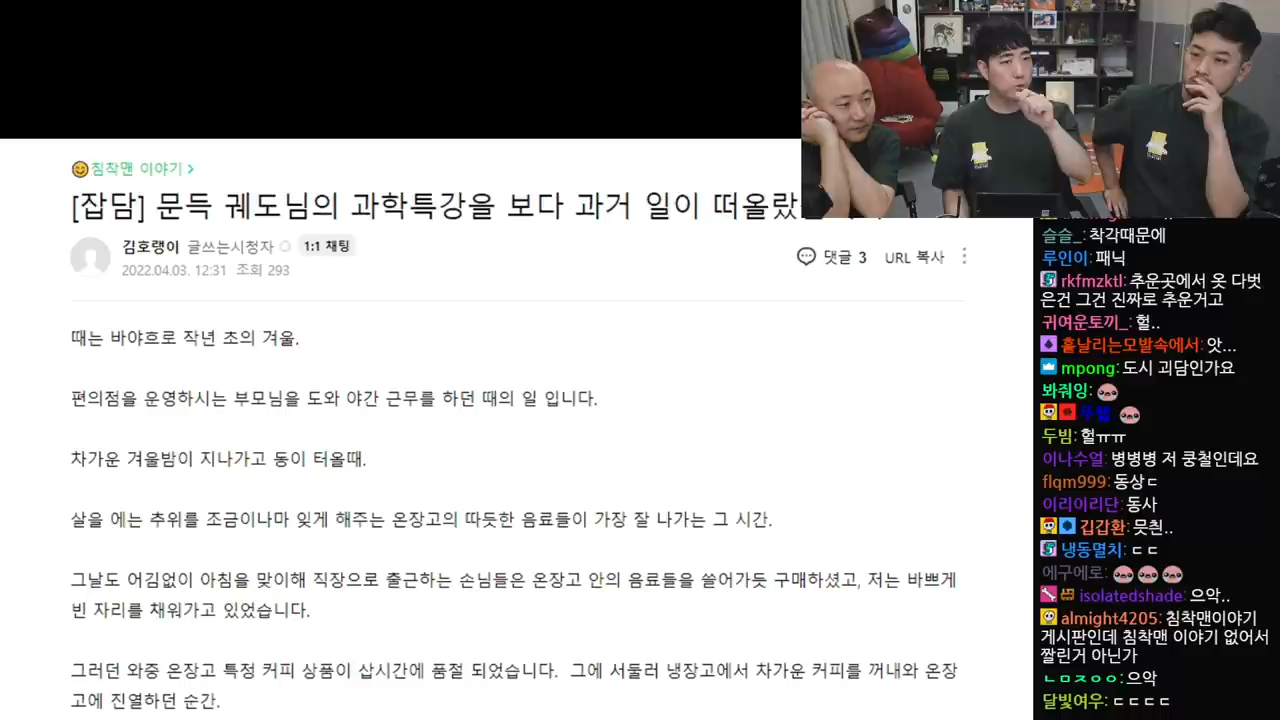 침착맨 이야기 >
[잡담] 문득 궤도님의 과학특강을 보다 과거 일이 떠올랐
김호랭이 글쓰는시청자 1:1 채팅
2022.04.03. 12:31 조회 293
댓글 3 URL 복사
때는 바야흐로 작년 초의 겨울.
편의점을 운영하시는 부모님을 도와 야간 근무를 하던 때의 일 입니다.
차가운 겨울밤이 지나가고 동이 터올때.
살을 에는 추위를 조금이나마 잊게 해주는 온장고의 따듯한 음료들이 가장 잘 나가는 그 시간.
그날도 어김없이 아침을 맞이해 직장으로 출근하는 손님들은 온장고 안의 음료들을 쓸어가듯 구매하셨고, 저는 바쁘게
빈 자리를 채워가고 있었습니다.
그러던 와중 온장고 특정 커피 상품이 삽시간에 품절 되었습니다. 그에 서둘러 냉장고에서 차가운 커피를 꺼내와 온장
고에 진열하던 순간.
슬슬_: 착각때문에
루인이: 패닉
rkfmzktl: 추운곳에서 옷 다벗
은건 그건 진짜로 추운거고
귀여운토끼_: 헐..
흩날리는모발속에서: 앗...
mpong: 도시 괴담인가요
봐줘잉:
두빔: 헐ㅠㅠ
이나수얼: 병병병 저 쿵철인데요
flqm999: 동상ㄷ
이리이리단: 동사
김갑환: 믓췬..
냉동멸치: ㄷㄷ
에구에로:
isolatedshade: 으악..
almight4205: 침착맨이야기
게시판인데 침착맨 이야기 없어서
짤린거 아닌가
ㄴㅁㅈㅇㅇ: 으악
달빛여우: ㄷㄷㄷㄷ